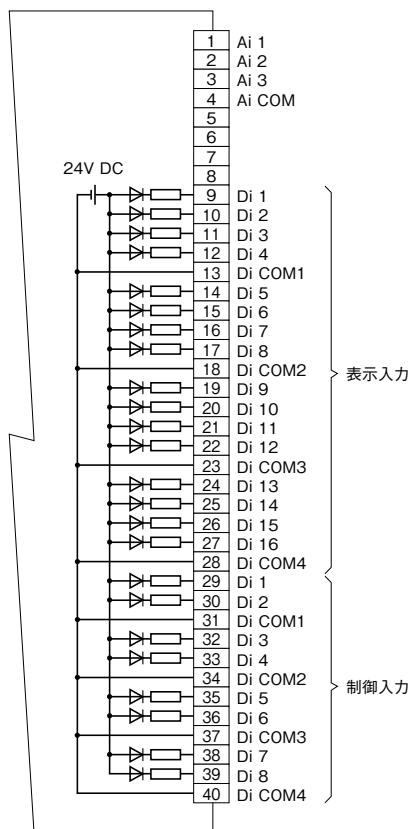 1 Ai 1
2 Ai 2
3 Ai 3
4 Ai COM
5
6
7
8
24V DC
9 Di 1
10 Di 2
11 Di 3
12 Di 4
13 Di COM1
14 Di 5
15 Di 6
16 Di 7
17 Di 8
18 Di COM2
表示入力
19 Di 9
20 Di 10
21 Di 11
22 Di 12
23 Di COM3
24 Di 13
25 Di 14
26 Di 15
27 Di 16
28 Di COM4
29 Di 1
30 Di 2
31 Di COM1
32 Di 3
33 Di 4
34 Di COM2
制御入力
35 Di 5
36 Di 6
37 Di COM3
38 Di 7
39 Di 8
40 Di COM4